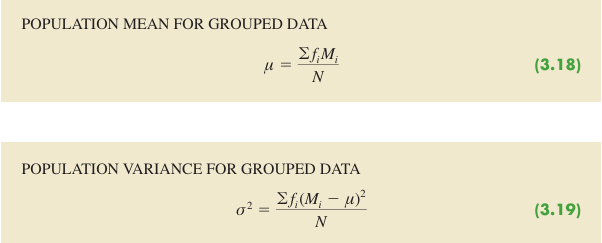 POPULATION MEAN FOR GROUPED DATA
μ = Σf_iM_i / N (3.18)
POPULATION VARIANCE FOR GROUPED DATA
σ² = Σf_i(M_i − μ)² / N (3.19)